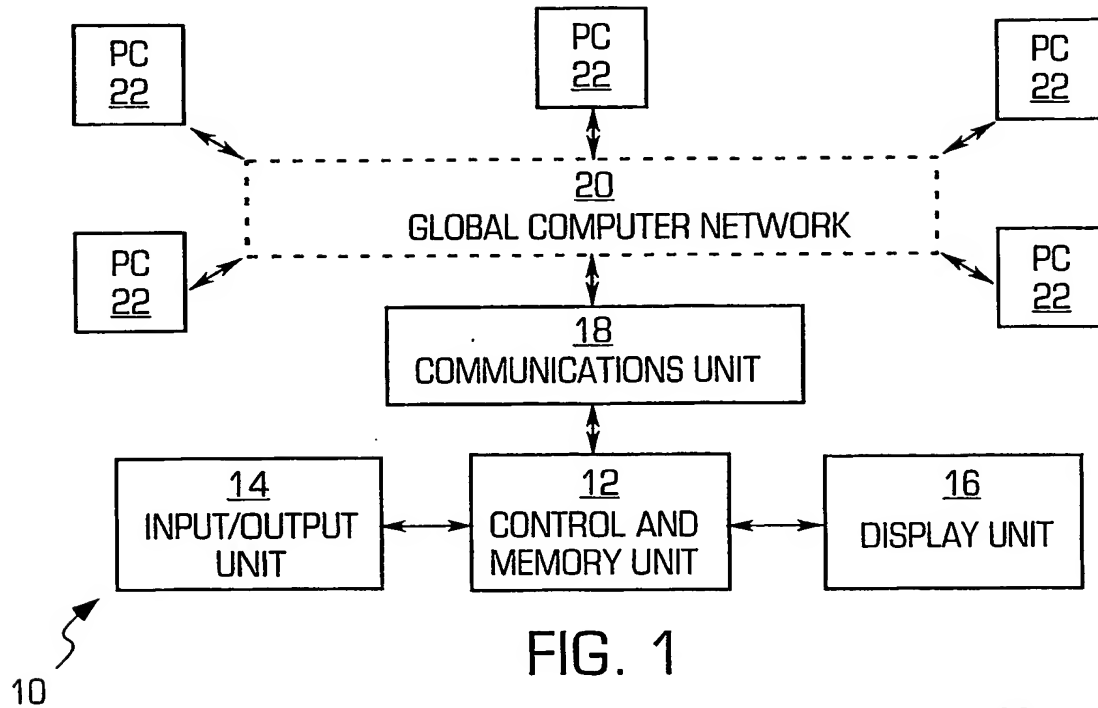 PC
22
PC
22
PC
22
20
GLOBAL COMPUTER NETWORK
PC
22
PC
22
18
COMMUNICATIONS UNIT
14
INPUT/OUTPUT
UNIT
12
CONTROL AND
MEMORY UNIT
16
DISPLAY UNIT
10
FIG. 1